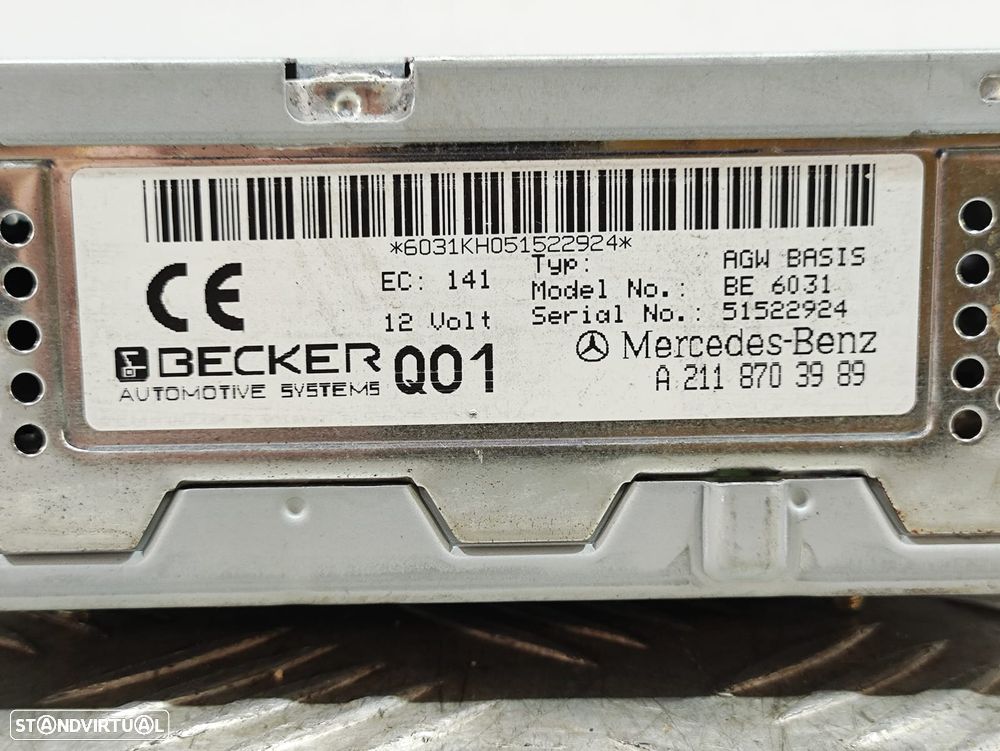 *6031KH051522924*
CE
EC: 141
12 Volt
Typ: AGW BASIS
Model No.: BE 6031
Serial No.: 51522924
BECKER
AUTOMOTIVE SYSTEMS
Q01
Mercedes-Benz
A 211 870 39 89
STANDVIRTUAL